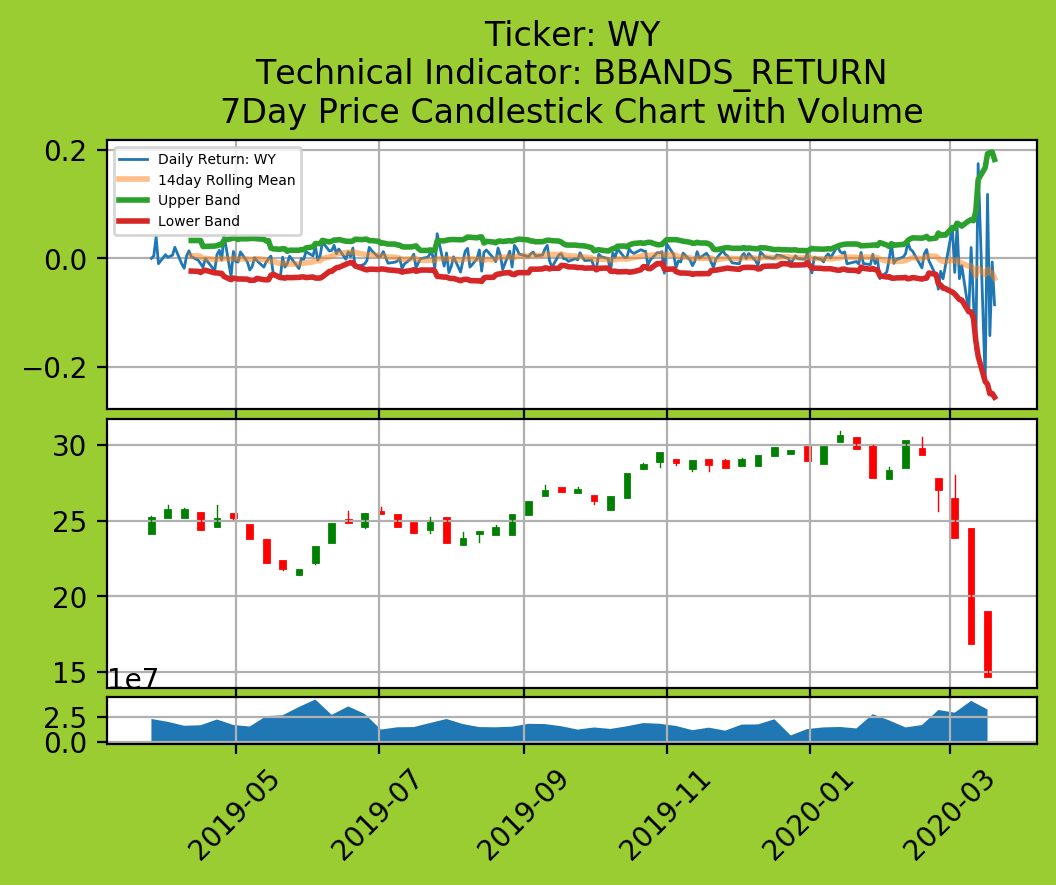 Ticker: WY
Technical Indicator: BBANDS_RETURN
7Day Price Candlestick Chart with Volume
0.2
0.0
−0.2
Daily Return: WY
14day Rolling Mean
Upper Band
Lower Band
30
25
20
15
1e7
2.5
0.0
2019-05
2019-07
2019-09
2019-11
2020-01
2020-03